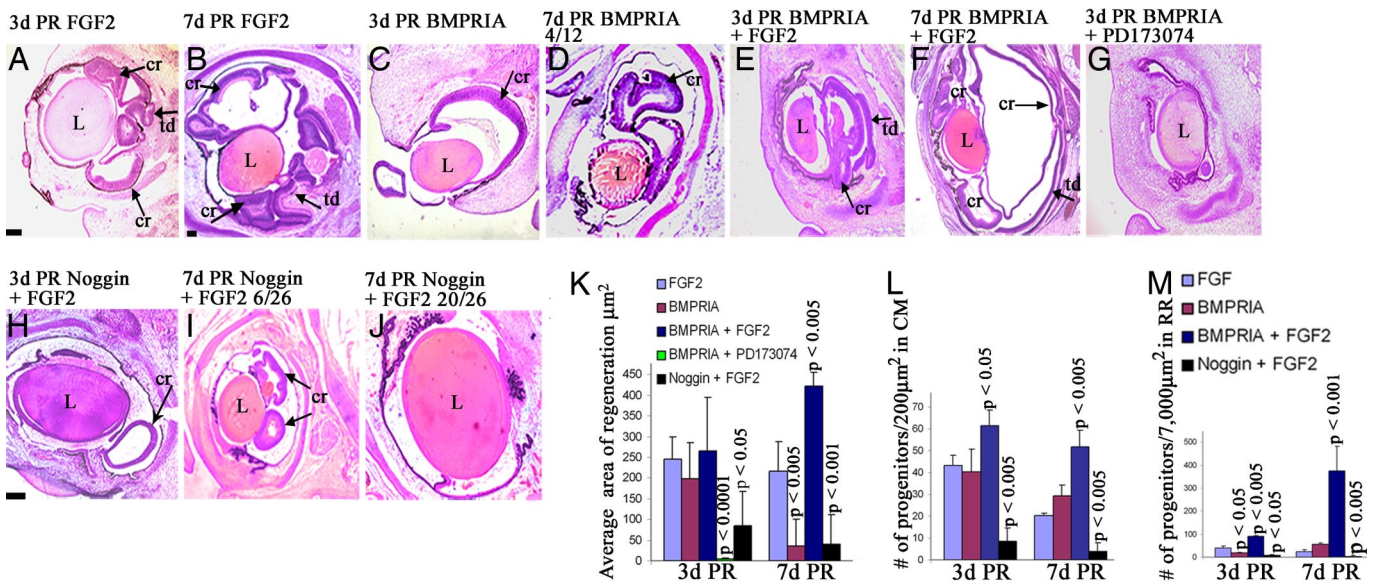 3d PR FGF2
7d PR FGF2
3d PR BMPRIA
7d PR BMPRIA
4/12
3d PR BMPRIA
+ FGF2
7d PR BMPRIA
+ FGF2
3d PR BMPRIA
+ PD173074
A
cr
L
td
cr
B
cr
L
cr
td
C
cr
L
D
cr
L
E
L
td
cr
F
cr
cr
L
cr
td
G
L
3d PR Noggin
+ FGF2
7d PR Noggin
+ FGF2 6/26
7d PR Noggin
+ FGF2 20/26
H
L
cr
I
L
cr
J
L
K
FGF2
BMPRIA
BMPRIA + FGF2
BMPRIA + PD173074
Noggin + FGF2
Average area of regeneration µm²
450
400
350
300
250
200
150
100
50
0
p < 0.0001
p < 0.05
p < 0.005
p < 0.005
p < 0.001
3d PR
7d PR
L
# of progenitors/200µm² in CM
70
60
50
40
30
20
10
0
p < 0.05
p < 0.005
p < 0.005
p < 0.005
3d PR
7d PR
M
FGF
BMPRIA
BMPRIA + FGF2
Noggin + FGF2
# of progenitors/7,000µm² in RR
500
400
300
200
100
0
p < 0.05
p < 0.005
p < 0.05
p < 0.001
p < 0.005
3d PR
7d PR